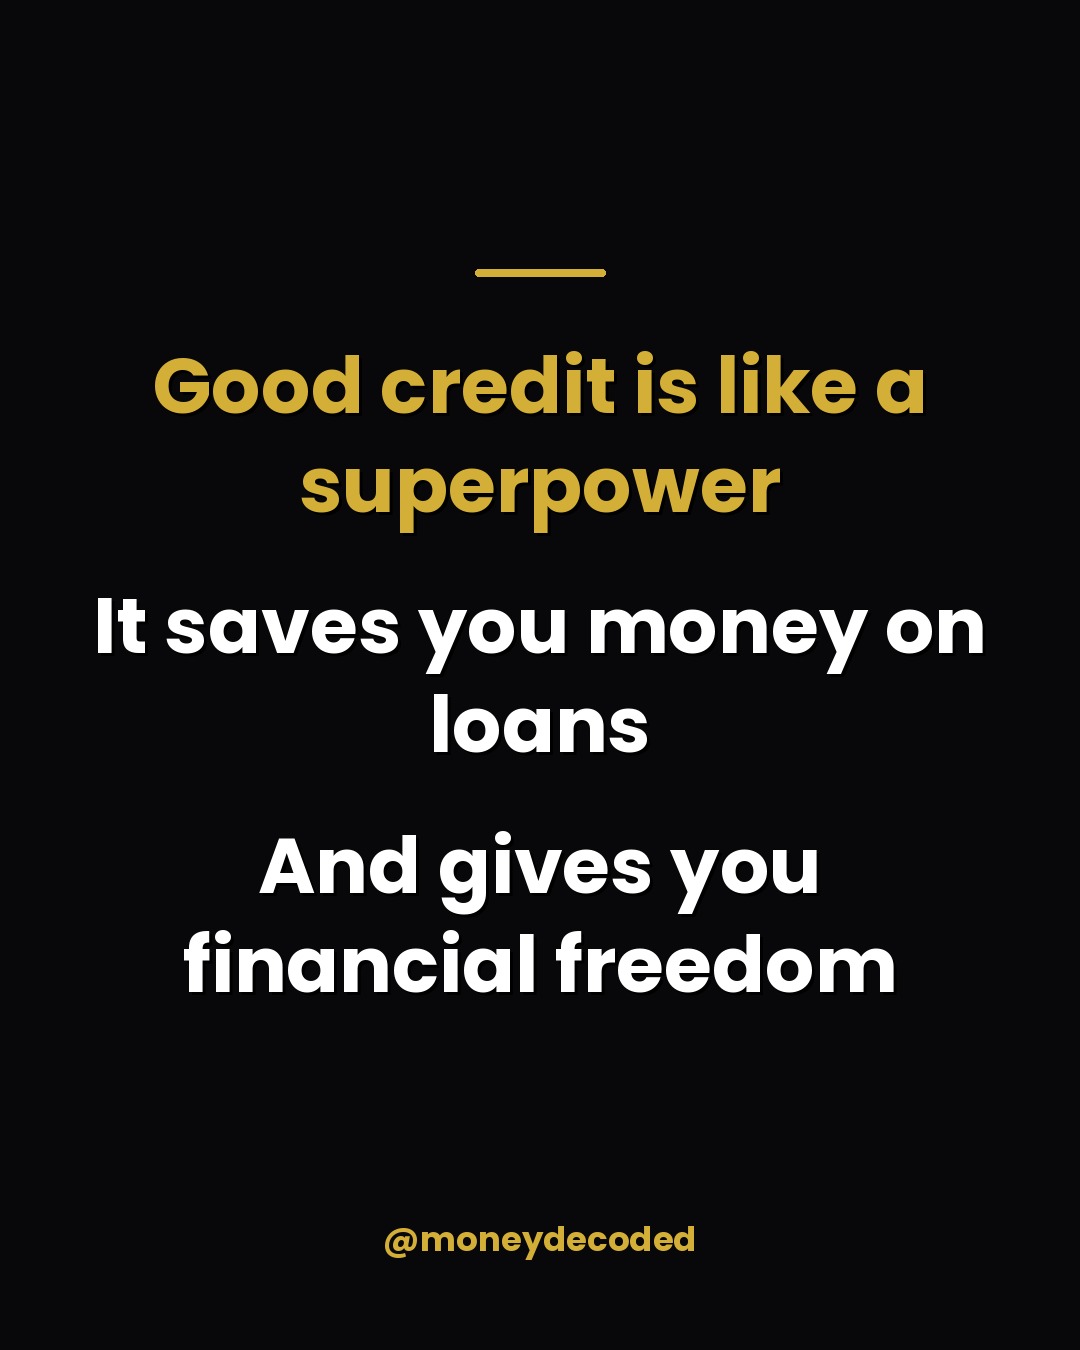 Good credit is like a
superpower
It saves you money on
loans
And gives you
financial freedom
@moneydecoded